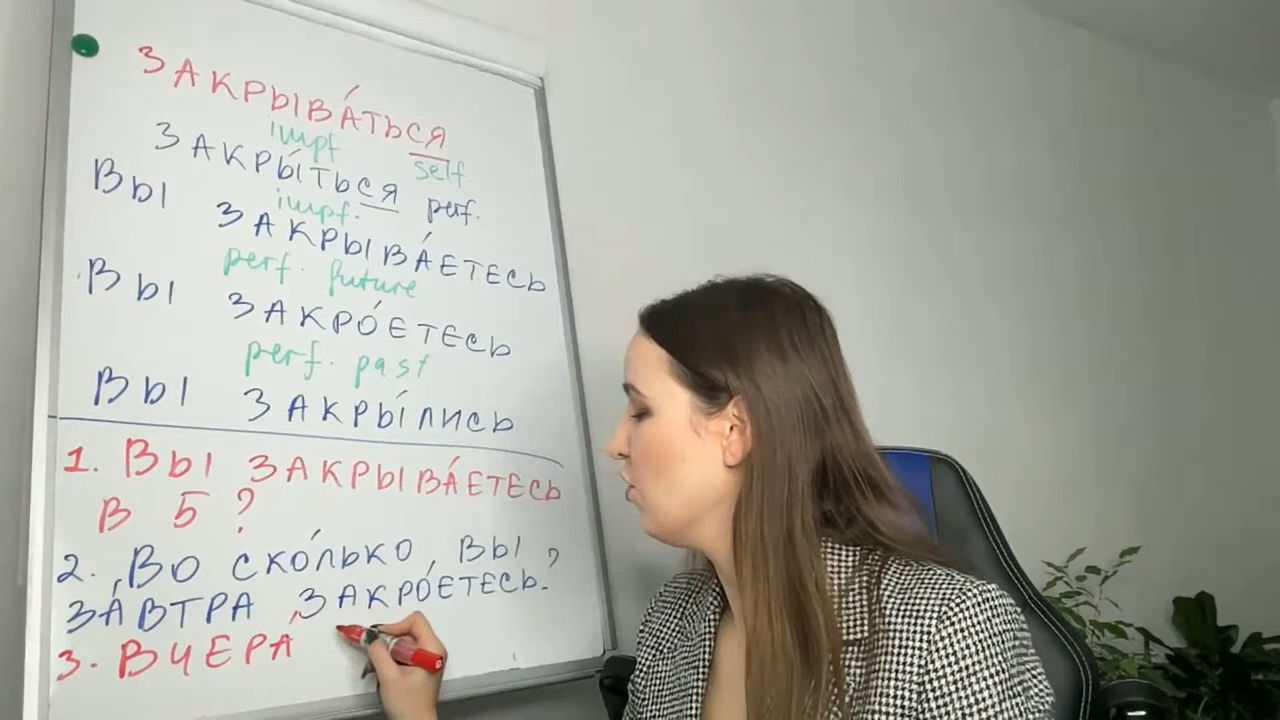 ЗАКРЫВА́ТЬСЯ
impf self
ЗАКРЫ́ТЬСЯ perf.
impf.
ВЫ ЗАКРЫВА́ЕТЕСЬ
perf. future
ВЫ ЗАКРО́ЕТЕСЬ
perf. past
ВЫ ЗАКРЫ́ЛИСЬ
1. ВЫ ЗАКРЫВА́ЕТЕСЬ
В 5 ?
2. ВО СКО́ЛЬКО ВЫ
ЗА́ВТРА ЗАКРО́ЕТЕСЬ?
3. ВЧЕРА́